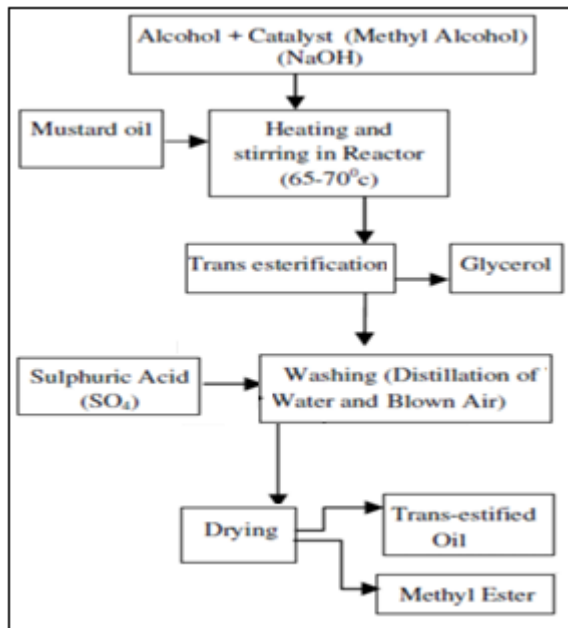 Alcohol + Catalyst (Methyl Alcohol)
(NaOH)
Mustard oil
Heating and
stirring in Reactor
(65-70⁰c)
Trans esterification
Glycerol
Sulphuric Acid
(SO₄)
Washing (Distillation of
Water and Blown Air)
Drying
Trans-estified
Oil
Methyl Ester